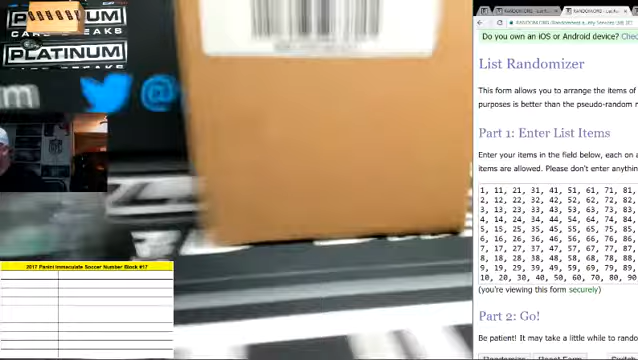 PLATINUM
PLATINUM
@
2017 Panini Immaculate Soccer Number Block #17
Do you own an iOS or Android device?
List Randomizer
This form allows you to arrange the items of
purposes is better than the pseudo-random
Part 1: Enter List Items
Enter your items in the field below, each on a
items are allowed. Please don't enter anythin
1, 11, 21, 31, 41, 51, 61, 71, 81,
2, 12, 22, 32, 42, 52, 62, 72, 82,
3, 13, 23, 43, 53, 63, 73, 83,
4, 14, 24, 34, 44, 54, 64, 74, 84,
5, 15, 25, 35, 45, 55, 65, 75, 85,
6, 16, 26, 36, 46, 56, 66, 76, 86,
7, 17, 27, 37, 47, 57, 67, 77, 87,
8, 18, 28, 38, 48, 58, 68, 78, 88,
9, 19, 29, 39, 49, 59, 69, 79, 89,
10, 20, 30, 40, 50, 60, 70, 80, 90
(you're viewing this form securely)
Part 2: Go!
Be patient! It may take a little while to rando